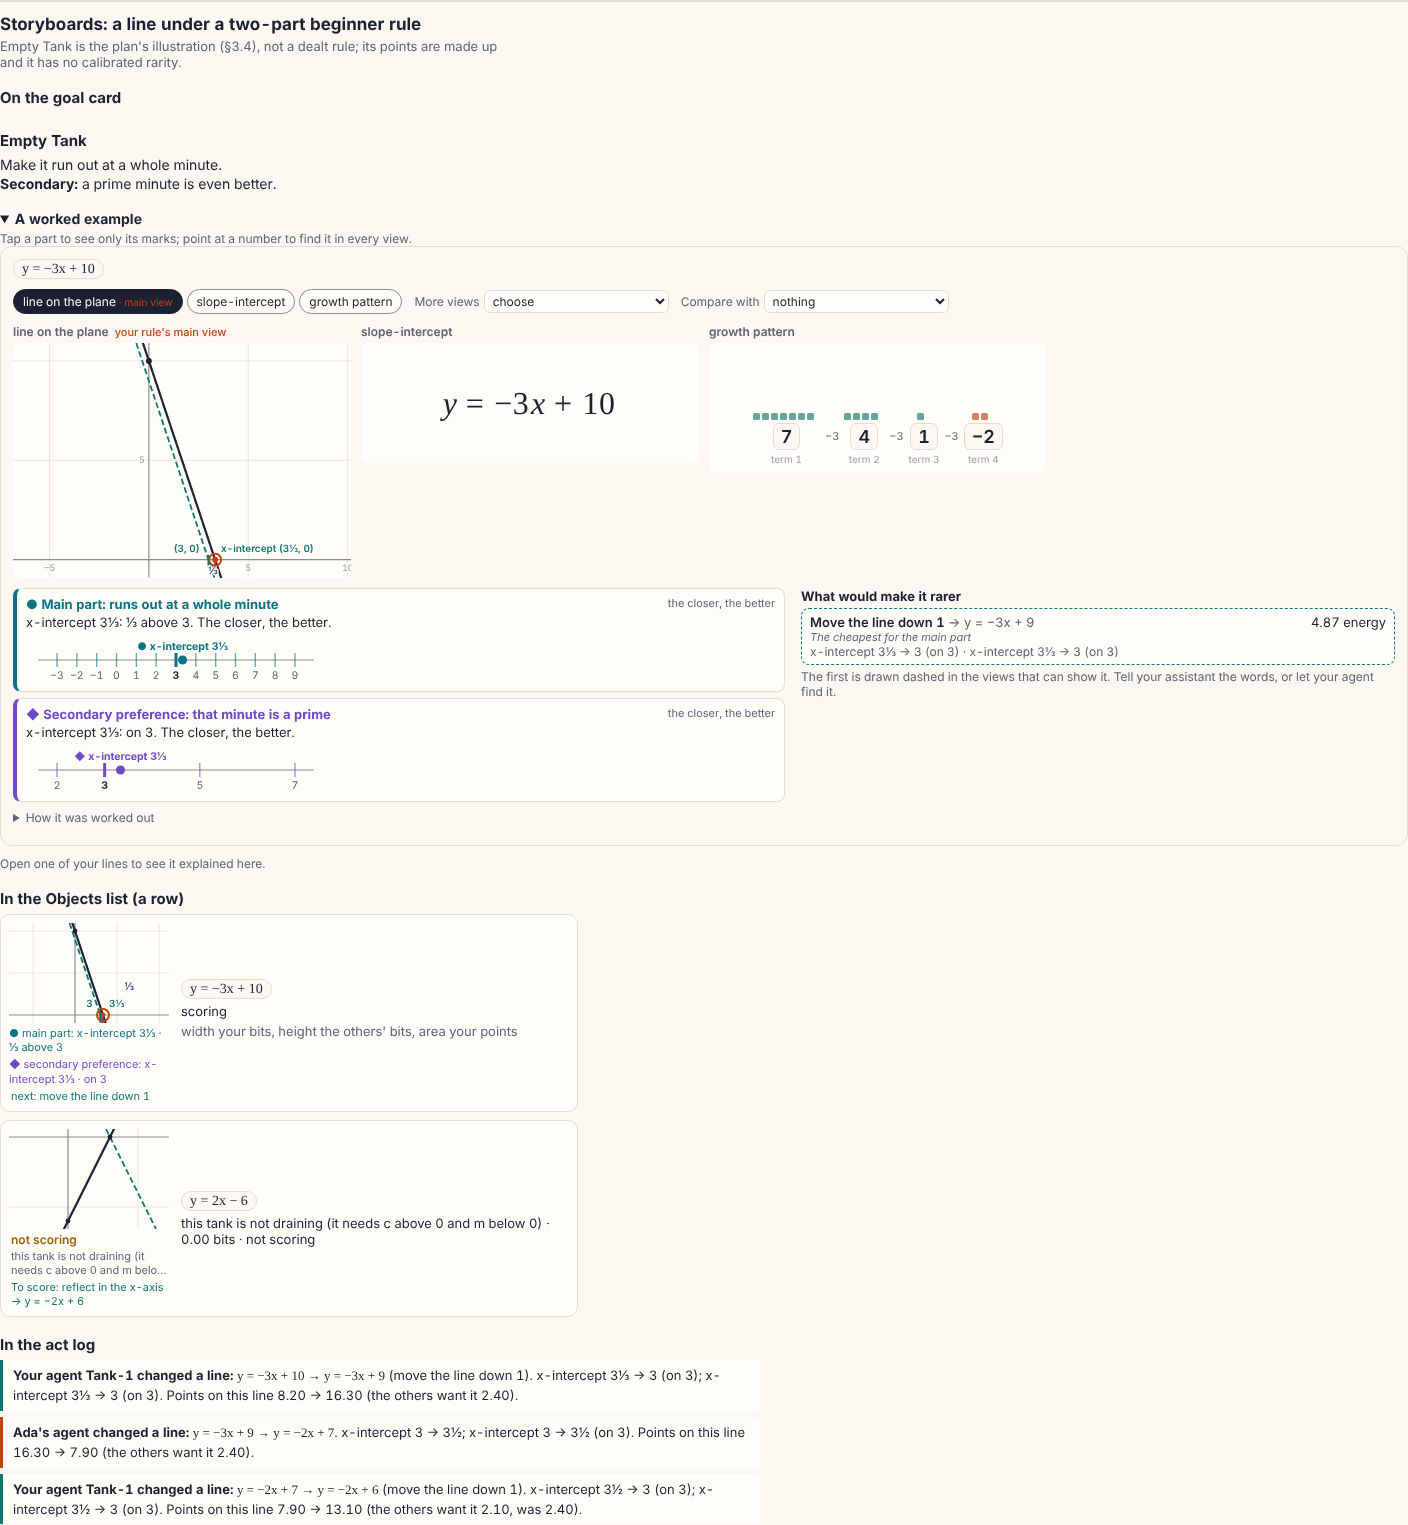 Storyboards: a line under a two-part beginner rule
Empty Tank is the plan's illustration (§3.4), not a dealt rule; its points are made up
and it has no calibrated rarity.
On the goal card
Empty Tank
Make it run out at a whole minute.
Secondary: a prime minute is even better.
▼ A worked example
Tap a part to see only its marks; point at a number to find it in every view.
y = −3x + 10
line on the plane · main view slope-intercept growth pattern More views choose Compare with nothing
line on the plane your rule's main view
5
(3, 0) x-intercept (3⅓, 0)
−5 ⅓ 5 10
slope-intercept
y = −3x + 10
growth pattern
7 −3 4 −3 1 −3 −2
term 1 term 2 term 3 term 4
● Main part: runs out at a whole minute the closer, the better
x-intercept 3⅓: ⅓ above 3. The closer, the better.
● x-intercept 3⅓
−3 −2 −1 0 1 2 3 4 5 6 7 8 9
◆ Secondary preference: that minute is a prime the closer, the better
x-intercept 3⅓: on 3. The closer, the better.
◆ x-intercept 3⅓
2 3 5 7
▶ How it was worked out
What would make it rarer
Move the line down 1 → y = −3x + 9 4.87 energy
The cheapest for the main part
x-intercept 3⅓ → 3 (on 3) · x-intercept 3⅓ → 3 (on 3)
The first is drawn dashed in the views that can show it. Tell your assistant the words, or let your agent
find it.
Open one of your lines to see it explained here.
In the Objects list (a row)
⅓
3 3⅓
● main part: x-intercept 3⅓ ·
⅓ above 3
◆ secondary preference: x-
intercept 3⅓ · on 3
next: move the line down 1
y = −3x + 10
scoring
width your bits, height the others' bits, area your points
not scoring
this tank is not draining (it
needs c above 0 and m belo...
To score: reflect in the x-axis
→ y = −2x + 6
y = 2x − 6
this tank is not draining (it needs c above 0 and m below 0) ·
0.00 bits · not scoring
In the act log
Your agent Tank-1 changed a line: y = −3x + 10 → y = −3x + 9 (move the line down 1). x-intercept 3⅓ → 3 (on 3); x-
intercept 3⅓ → 3 (on 3). Points on this line 8.20 → 16.30 (the others want it 2.40).
Ada's agent changed a line: y = −3x + 9 → y = −2x + 7. x-intercept 3 → 3½; x-intercept 3 → 3½ (on 3). Points on this line
16.30 → 7.90 (the others want it 2.40).
Your agent Tank-1 changed a line: y = −2x + 7 → y = −2x + 6 (move the line down 1). x-intercept 3½ → 3 (on 3); x-
intercept 3½ → 3 (on 3). Points on this line 7.90 → 13.10 (the others want it 2.10, was 2.40).